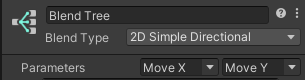 Blend Tree
Blend Type 2D Simple Directional
Parameters Move X Move Y